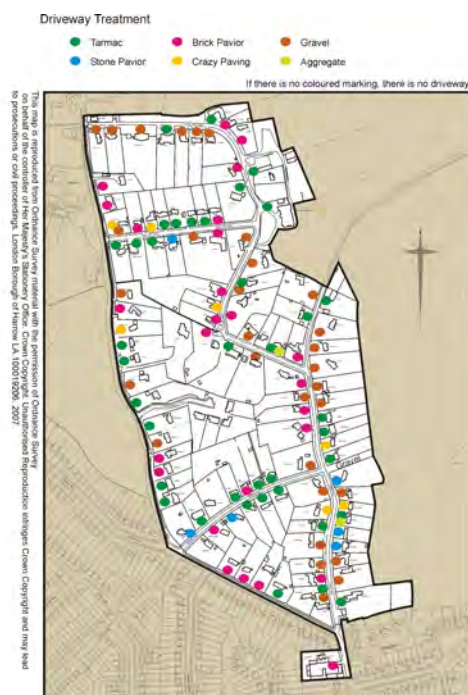 Driveway Treatment
Tarmac
Brick Pavior
Gravel
Stone Pavior
Crazy Paving
Aggregate
If there is no coloured marking, there is no driveway
This map is reproduced from Ordnance Survey material with the permission of Ordnance Survey
on behalf of the controller of Her Majesty's Stationery Office. Crown Copyright. Unauthorised Reproduction infringes Crown Copyright and may lead
to prosecutions or civil proceedings. London Borough of Harrow LA.100019206. 2007
Gravel